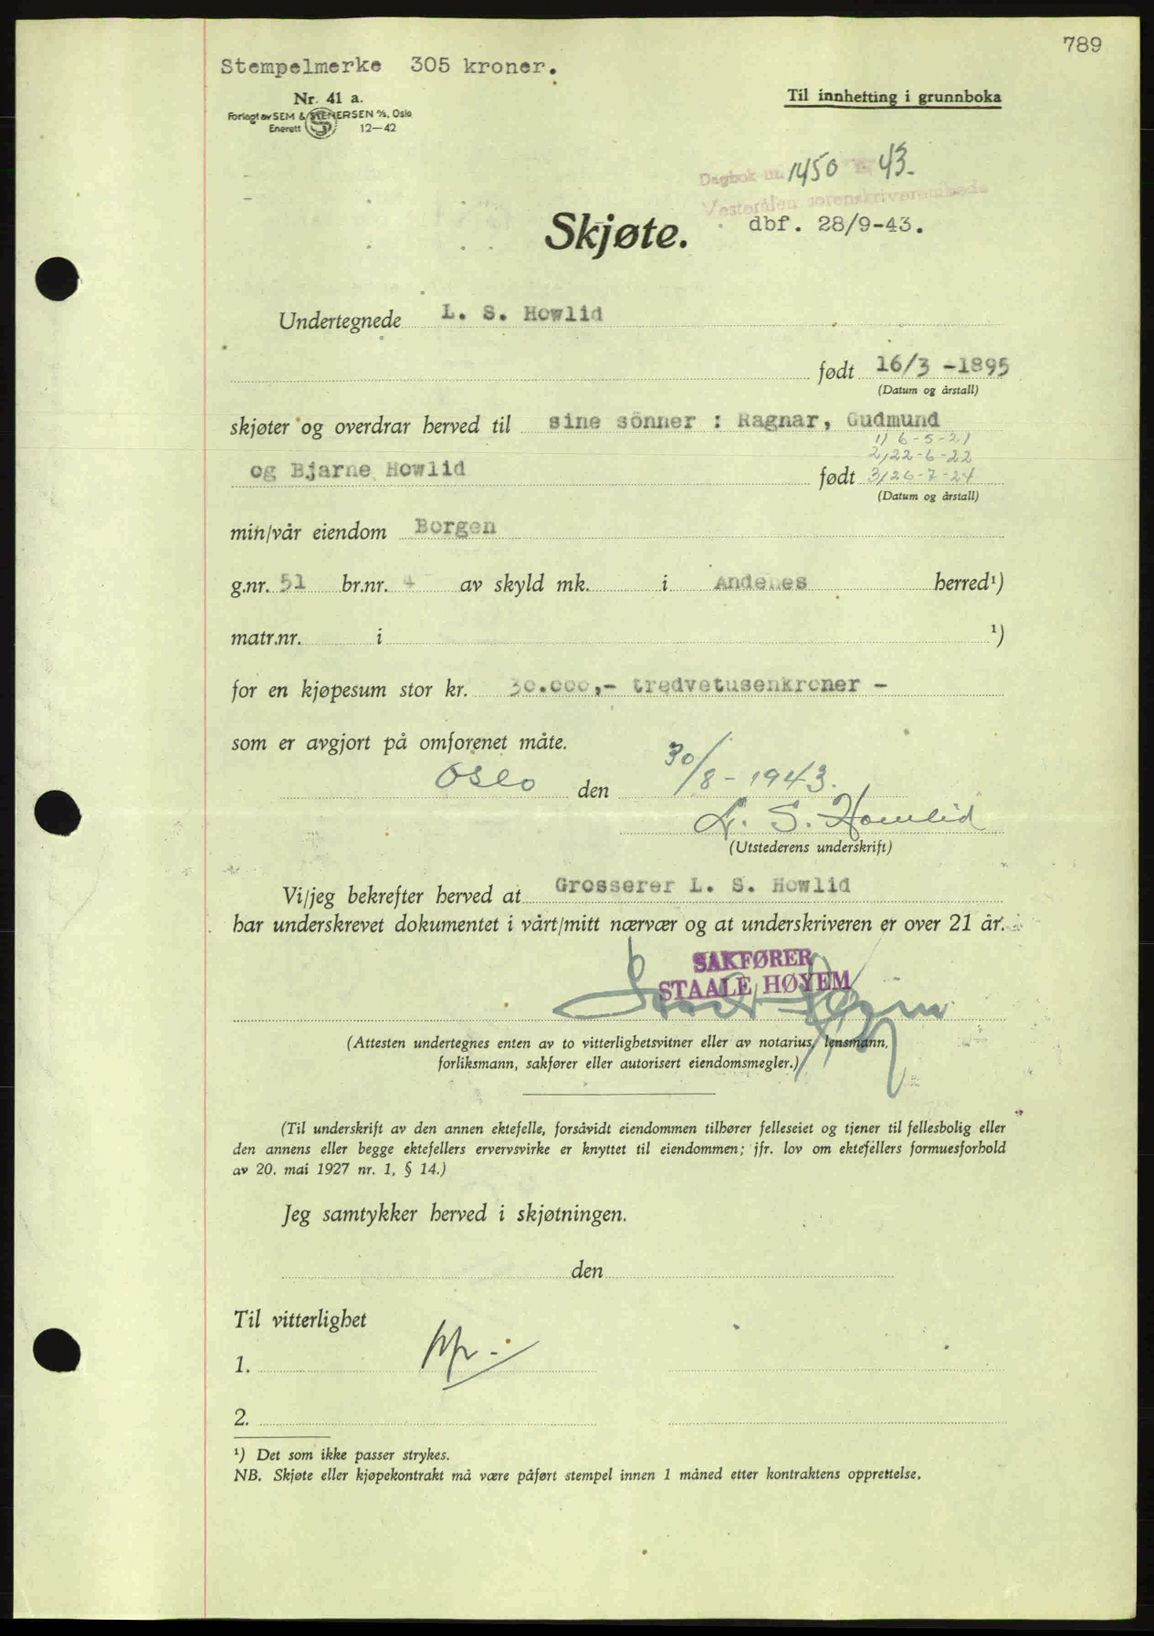 789
Stempelmerke 305 kroner.
Nr. 41 a.
Til innhefting i grunnboka
Forlagt av SEM & STENERSEN A/S, Oslo
Enerett 12—42
Dagbok nr. 1450 43.
Vesterålen sorenskriverembede
Skjøte.
dbf. 28/9-43.
Undertegnede L. S. Howlid
født 16/3 -1895
(Datum og årstall)
skjøter og overdrar herved til sine sönner : Ragnar, Gudmund
1) 6-5-21
2) 22-6-22
og Bjarne Howlid født 3) 26-7-24
(Datum og årstall)
min/vår eiendom Borgen
g.nr. 51 br.nr. 4 av skyld mk. i Andenes herred¹)
matr.nr. i ¹)
for en kjøpesum stor kr. 30.000,- tredvetusenkroner -
som er avgjort på omforenet måte.
Oslo den 30/8-1943.
L. S. Howlid
(Utstederens underskrift)
Vi/jeg bekrefter herved at Grosserer L. S. Howlid
har underskrevet dokumentet i vårt/mitt nærvær og at underskriveren er over 21 år.
SAKFØRER
STAALE HØYEM
(Attesten undertegnes enten av to vitterlighetsvitner eller av notarius, lensmann,
forliksmann, sakfører eller autorisert eiendomsmegler.)
(Til underskrift av den annen ektefelle, forsåvidt eiendommen tilhører felleseiet og tjener til fellesbolig eller
den annens eller begge ektefellers ervervsvirke er knyttet til eiendommen; jfr. lov om ektefellers formuesforhold
av 20. mai 1927 nr. 1, § 14.)
Jeg samtykker herved i skjøtningen.
den
Til vitterlighet
1.
2.
¹) Det som ikke passer strykes.
NB. Skjøte eller kjøpekontrakt må være påført stempel innen 1 måned etter kontraktens opprettelse.